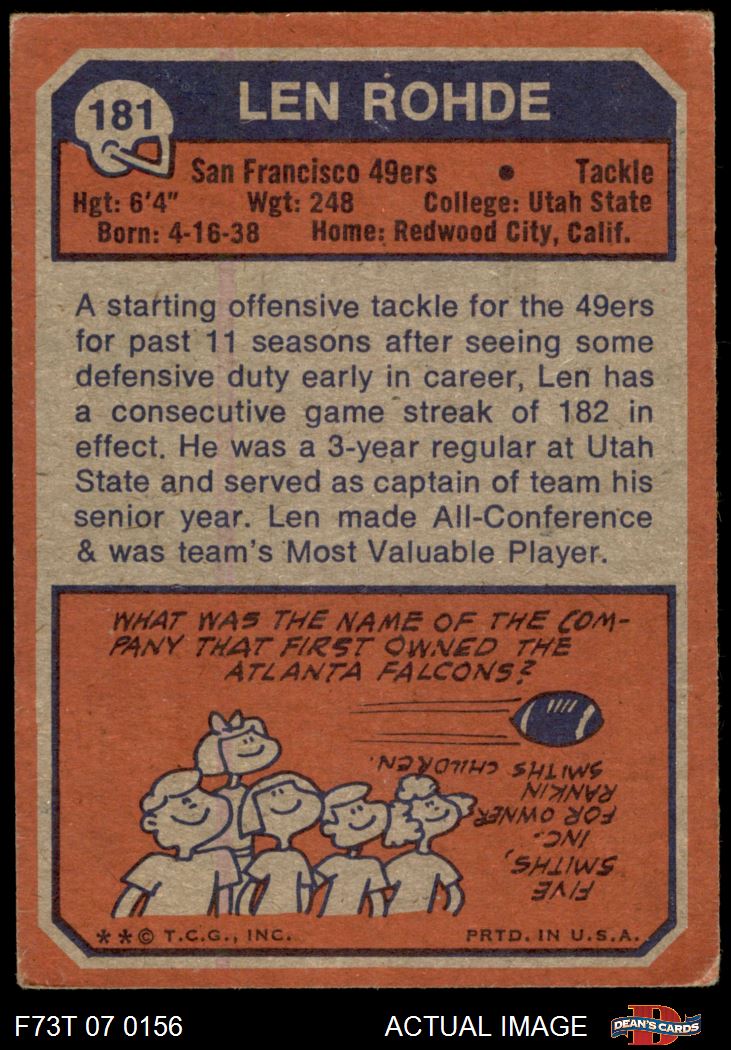 181
LEN ROHDE
San Francisco 49ers • Tackle
Hgt: 6'4" Wgt: 248 College: Utah State
Born: 4-16-38 Home: Redwood City, Calif.
A starting offensive tackle for the 49ers
for past 11 seasons after seeing some
defensive duty early in career, Len has
a consecutive game streak of 182 in
effect. He was a 3-year regular at Utah
State and served as captain of team his
senior year. Len made All-Conference
& was team's Most Valuable Player.
WHAT WAS THE NAME OF THE COM-
PANY THAT FIRST OWNED THE
ATLANTA FALCONS?
FIVE
SMITHS,
INC.
FOR OWNER
RANKIN
SMITHS CHILDREN.
**© T.C.G., INC. PRTD. IN U.S.A.
F73T 07 0156 ACTUAL IMAGE
D
DEAN'S CARDS